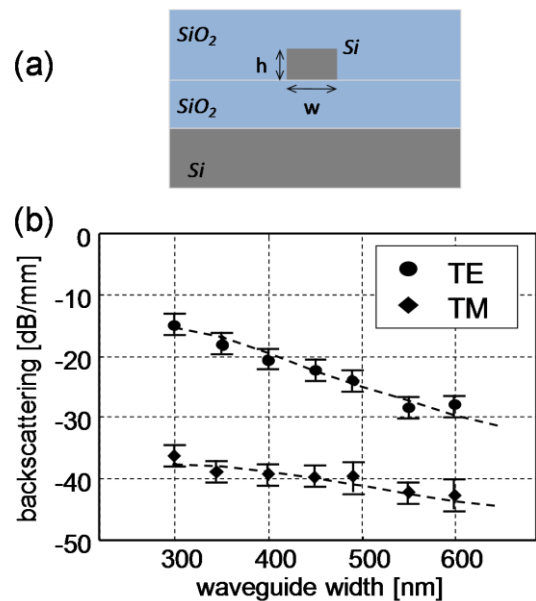 (a)
SiO2
Si
h
SiO2
w
Si
(b)
0
-10
-20
-30
-40
-50
backscattering [dB/mm]
TE
TM
300 400 500 600
waveguide width [nm]